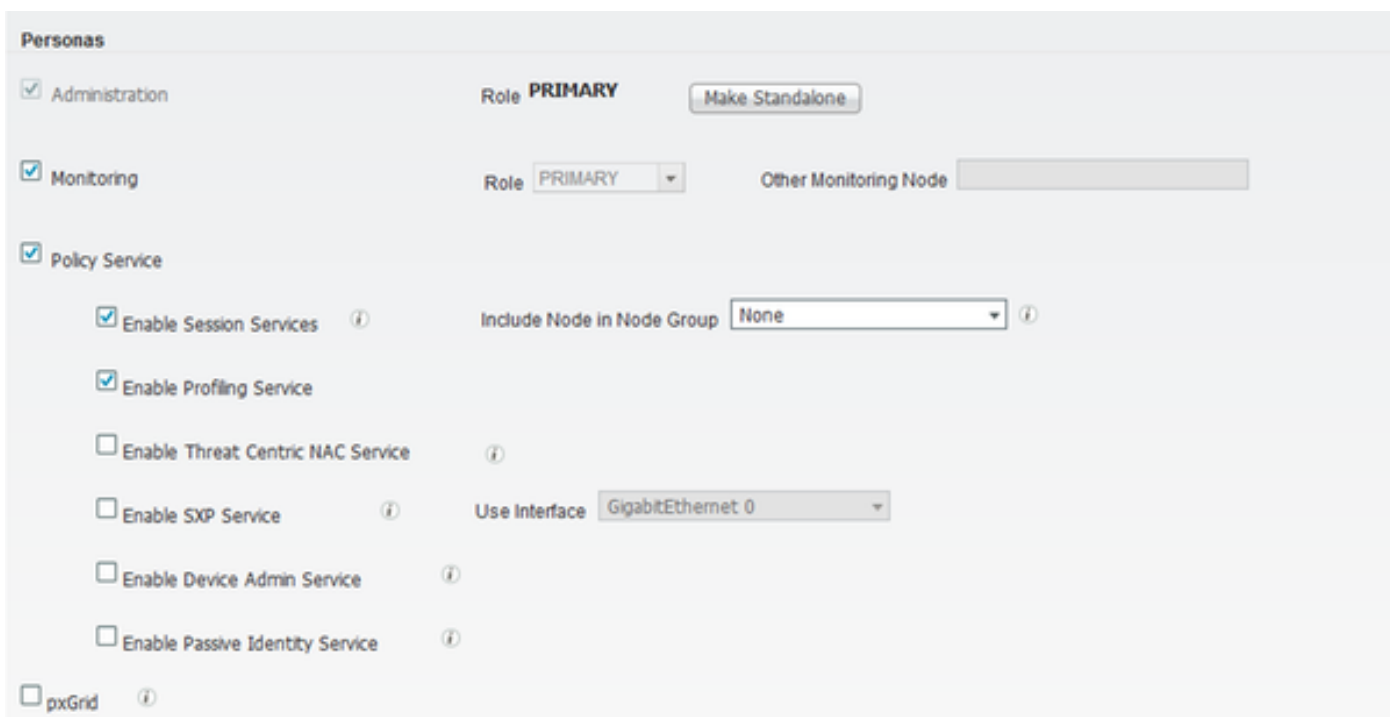 Personas
Administration Role PRIMARY Make Standalone
Monitoring Role PRIMARY Other Monitoring Node
Policy Service
Enable Session Services Include Node in Node Group None
Enable Profiling Service
Enable Threat Centric NAC Service
Enable SXP Service Use Interface GigabitEthernet 0
Enable Device Admin Service
Enable Passive Identity Service
pxGrid